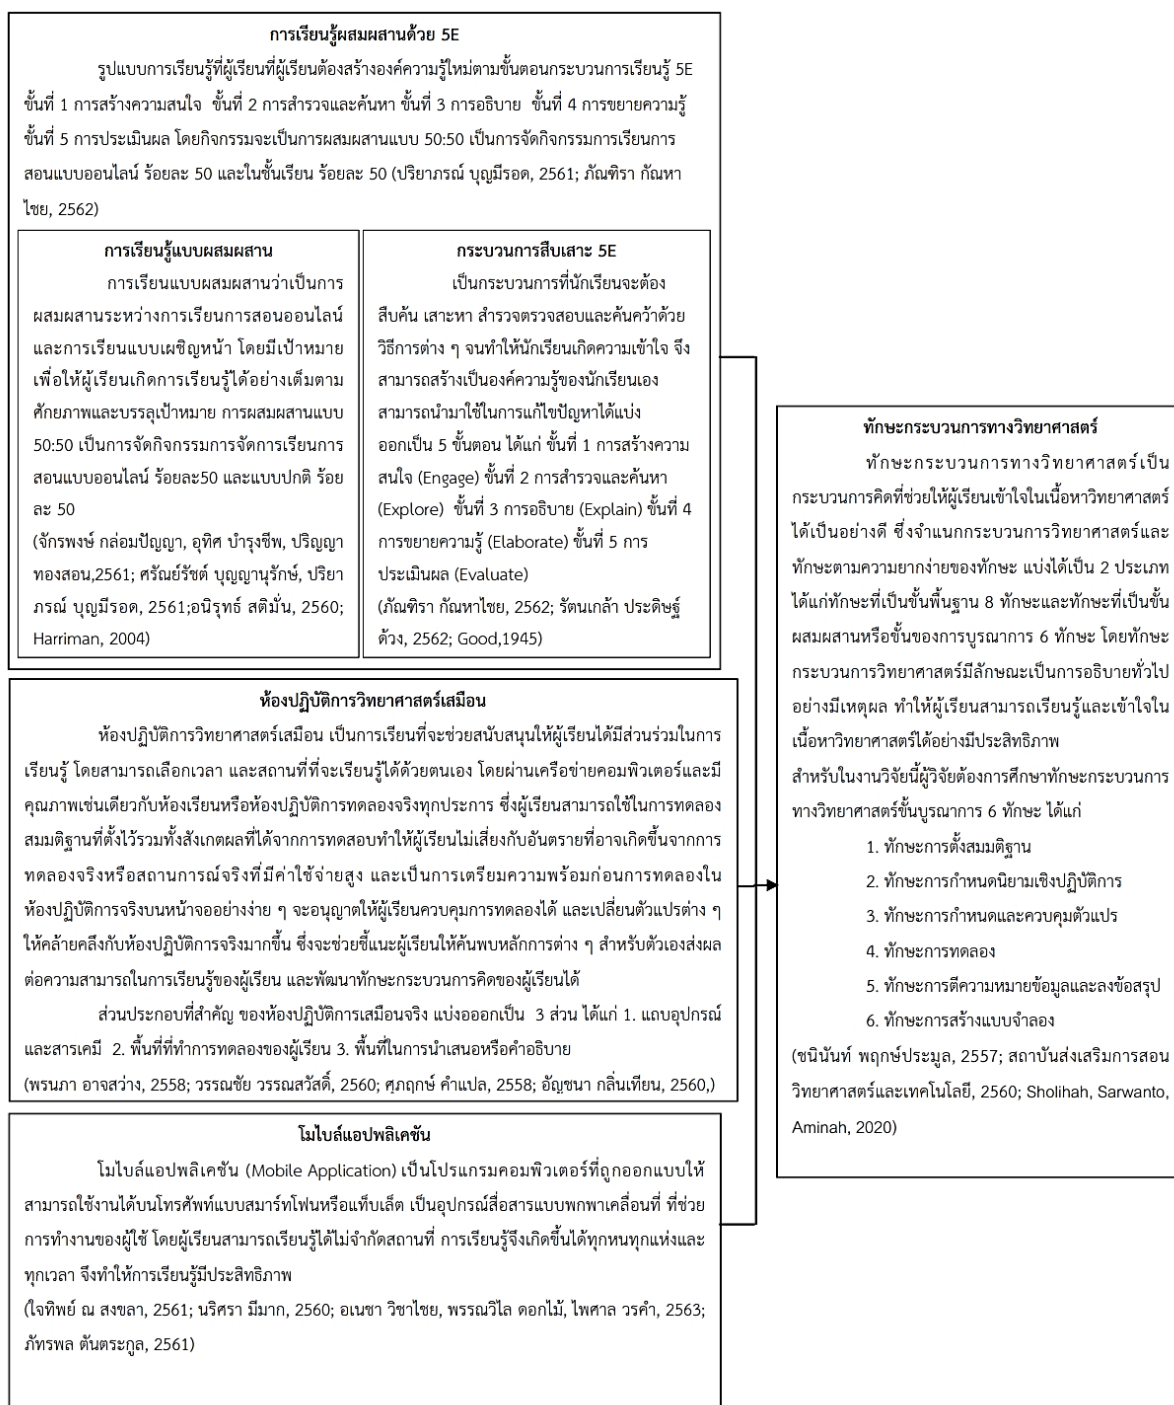 การเรียนรู้ผสมผสานด้วย 5E
รูปแบบการเรียนรู้ที่ผู้เรียนที่ผู้เรียนต้องสร้างองค์ความรู้ใหม่ตามขั้นตอนกระบวนการเรียนรู้ 5E
ขั้นที่ 1 การสร้างความสนใจ ขั้นที่ 2 การสำรวจและค้นหา ขั้นที่ 3 การอธิบาย ขั้นที่ 4 การขยายความรู้
ขั้นที่ 5 การประเมินผล โดยกิจกรรมจะเป็นการผสมผสานแบบ 50:50 เป็นการจัดกิจกรรมการเรียนการ
สอนแบบออนไลน์ ร้อยละ 50 และในชั้นเรียน ร้อยละ 50 (ปริยาภรณ์ บุญมีรอด, 2561; ภัณฑิรา กัณหา
ไชย, 2562)
การเรียนรู้แบบผสมผสาน
การเรียนแบบผสมผสานว่าเป็นการ
ผสมผสานระหว่างการเรียนการสอนออนไลน์
และการเรียนแบบเผชิญหน้า โดยมีเป้าหมาย
เพื่อให้ผู้เรียนเกิดการเรียนรู้ได้อย่างเต็มตาม
ศักยภาพและบรรลุเป้าหมาย การผสมผสานแบบ
50:50 เป็นการจัดกิจกรรมการจัดการเรียนการ
สอนแบบออนไลน์ ร้อยละ50 และแบบปกติ ร้อย
ละ 50
(จักรพงษ์ กล่อมปัญญา, อุทิศ บำรุงชีพ, ปริญญา
ทองสอน,2561; ศรัณย์รัชต์ บุญญานุรักษ์, ปริยา
ภรณ์ บุญมีรอด, 2561;อนิรุทธ์ สติมั่น, 2560;
Harriman, 2004)
กระบวนการสืบเสาะ 5E
เป็นกระบวนการที่นักเรียนจะต้อง
สืบค้น เสาะหา สำรวจตรวจสอบและค้นคว้าด้วย
วิธีการต่าง ๆ จนทำให้นักเรียนเกิดความเข้าใจ จึง
สามารถสร้างเป็นองค์ความรู้ของนักเรียนเอง
สามารถนำมาใช้ในการแก้ไขปัญหาได้แบ่ง
ออกเป็น 5 ขั้นตอน ได้แก่ ขั้นที่ 1 การสร้างความ
สนใจ (Engage) ขั้นที่ 2 การสำรวจและค้นหา
(Explore) ขั้นที่ 3 การอธิบาย (Explain) ขั้นที่ 4
การขยายความรู้ (Elaborate) ขั้นที่ 5 การ
ประเมินผล (Evaluate)
(ภัณฑิรา กัณหาไชย, 2562; รัตนเกล้า ประดิษฐ์
ด้วง, 2562; Good,1945)
ห้องปฏิบัติการวิทยาศาสตร์เสมือน
ห้องปฏิบัติการวิทยาศาสตร์เสมือน เป็นการเรียนที่จะช่วยสนับสนุนให้ผู้เรียนได้มีส่วนร่วมในการ
เรียนรู้ โดยสามารถเลือกเวลา และสถานที่ที่จะเรียนรู้ได้ด้วยตนเอง โดยผ่านเครือข่ายคอมพิวเตอร์และมี
คุณภาพเช่นเดียวกับห้องเรียนหรือห้องปฏิบัติการทดลองจริงทุกประการ ซึ่งผู้เรียนสามารถใช้ในการทดลอง
สมมติฐานที่ตั้งไว้รวมทั้งสังเกตผลที่ได้จากการทดสอบทำให้ผู้เรียนไม่เสี่ยงกับอันตรายที่อาจเกิดขึ้นจากการ
ทดลองจริงหรือสถานการณ์จริงที่มีค่าใช้จ่ายสูง และเป็นการเตรียมความพร้อมก่อนการทดลองใน
ห้องปฏิบัติการจริงบนหน้าจออย่างง่าย ๆ จะอนุญาตให้ผู้เรียนควบคุมการทดลองได้ และเปลี่ยนตัวแปรต่าง ๆ
ให้คล้ายคลึงกับห้องปฏิบัติการจริงมากขึ้น ซึ่งจะช่วยชี้แนะผู้เรียนให้ค้นพบหลักการต่าง ๆ สำหรับตัวเองส่งผล
ต่อความสามารถในการเรียนรู้ของผู้เรียน และพัฒนาทักษะกระบวนการคิดของผู้เรียนได้
ส่วนประกอบที่สำคัญ ของห้องปฏิบัติการเสมือนจริง แบ่งอออกเป็น 3 ส่วน ได้แก่ 1. แถบอุปกรณ์
และสารเคมี 2. พื้นที่ที่ทำการทดลองของผู้เรียน 3. พื้นที่ในการนำเสนอหรือคำอธิบาย
(พรนภา อาจสว่าง, 2558; วรรณชัย วรรณสวัสดิ์, 2560; ศุภฤกษ์ คำแปล, 2558; อัญชนา กลิ่นเทียน, 2560,)
โมไบล์แอปพลิเคชัน
โมไบล์แอปพลิเคชัน (Mobile Application) เป็นโปรแกรมคอมพิวเตอร์ที่ถูกออกแบบให้
สามารถใช้งานได้บนโทรศัพท์แบบสมาร์ทโฟนหรือแท็บเล็ต เป็นอุปกรณ์สื่อสารแบบพกพาเคลื่อนที่ ที่ช่วย
การทำงานของผู้ใช้ โดยผู้เรียนสามารถเรียนรู้ได้ไม่จำกัดสถานที่ การเรียนรู้จึงเกิดขึ้นได้ทุกหนทุกแห่งและ
ทุกเวลา จึงทำให้การเรียนรู้มีประสิทธิภาพ
(ใจทิพย์ ณ สงขลา, 2561; นริศรา มีมาก, 2560; อเนชา วิชาไชย, พรรณวิไล ดอกไม้, ไพศาล วรคำ, 2563;
ภัทรพล ตันตระกูล, 2561)
ทักษะกระบวนการทางวิทยาศาสตร์
ทักษะกระบวนการทางวิทยาศาสตร์เป็น
กระบวนการคิดที่ช่วยให้ผู้เรียนเข้าใจในเนื้อหาวิทยาศาสตร์
ได้เป็นอย่างดี ซึ่งจำแนกกระบวนการวิทยาศาสตร์และ
ทักษะตามความยากง่ายของทักษะ แบ่งได้เป็น 2 ประเภท
ได้แก่ทักษะที่เป็นขั้นพื้นฐาน 8 ทักษะและทักษะที่เป็นขั้น
ผสมผสานหรือขั้นของการบูรณาการ 6 ทักษะ โดยทักษะ
กระบวนการวิทยาศาสตร์มีลักษณะเป็นการอธิบายทั่วไป
อย่างมีเหตุผล ทำให้ผู้เรียนสามารถเรียนรู้และเข้าใจใน
เนื้อหาวิทยาศาสตร์ได้อย่างมีประสิทธิภาพ
สำหรับในงานวิจัยนี้ผู้วิจัยต้องการศึกษาทักษะกระบวนการ
ทางวิทยาศาสตร์ขั้นบูรณาการ 6 ทักษะ ได้แก่
1. ทักษะการตั้งสมมติฐาน
2. ทักษะการกำหนดนิยามเชิงปฏิบัติการ
3. ทักษะการกำหนดและควบคุมตัวแปร
4. ทักษะการทดลอง
5. ทักษะการตีความหมายข้อมูลและลงข้อสรุป
6. ทักษะการสร้างแบบจำลอง
(ชนินันท์ พฤกษ์ประมูล, 2557; สถาบันส่งเสริมการสอน
วิทยาศาสตร์และเทคโนโลยี, 2560; Sholihah, Sarwanto,
Aminah, 2020)